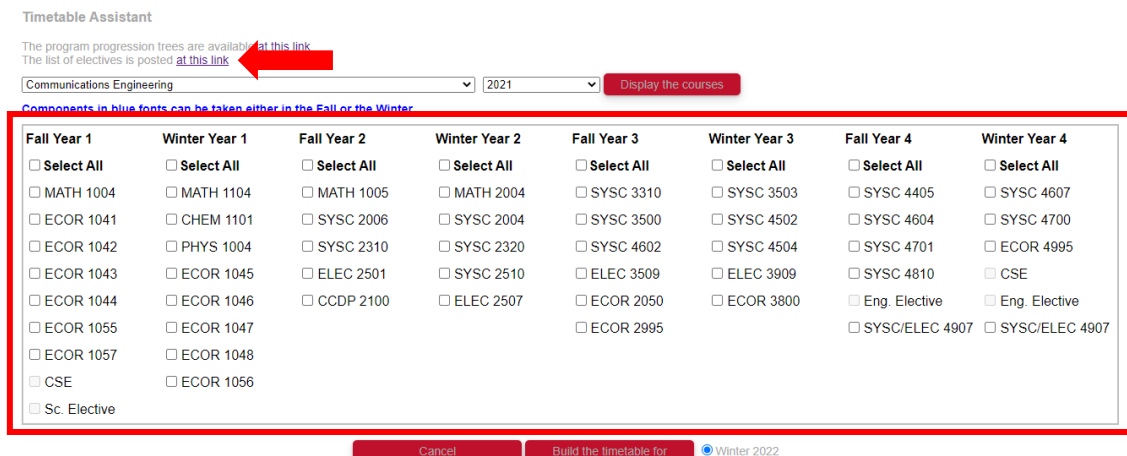 Timetable Assistant
The program progression trees are available at this link
The list of electives is posted at this link
Communications Engineering 2021 Display the courses
Components in blue fonts can be taken either in the Fall or the Winter
Fall Year 1 Winter Year 1 Fall Year 2 Winter Year 2 Fall Year 3 Winter Year 3 Fall Year 4 Winter Year 4
Select All Select All Select All Select All Select All Select All Select All Select All
MATH 1004 MATH 1104 MATH 1005 MATH 2004 SYSC 3310 SYSC 3503 SYSC 4405 SYSC 4607
ECOR 1041 CHEM 1101 SYSC 2006 SYSC 2004 SYSC 3500 SYSC 4502 SYSC 4604 SYSC 4700
ECOR 1042 PHYS 1004 SYSC 2310 SYSC 2320 SYSC 4602 SYSC 4504 SYSC 4701 ECOR 4995
ECOR 1043 ECOR 1045 ELEC 2501 SYSC 2510 ELEC 3509 ELEC 3909 SYSC 4810 CSE
ECOR 1044 ECOR 1046 CCDP 2100 ELEC 2507 ECOR 2050 ECOR 3800 Eng. Elective Eng. Elective
ECOR 1055 ECOR 1047 ECOR 2995 SYSC/ELEC 4907 SYSC/ELEC 4907
ECOR 1057 ECOR 1048
CSE ECOR 1056
Sc. Elective
Cancel Build the timetable for Winter 2022